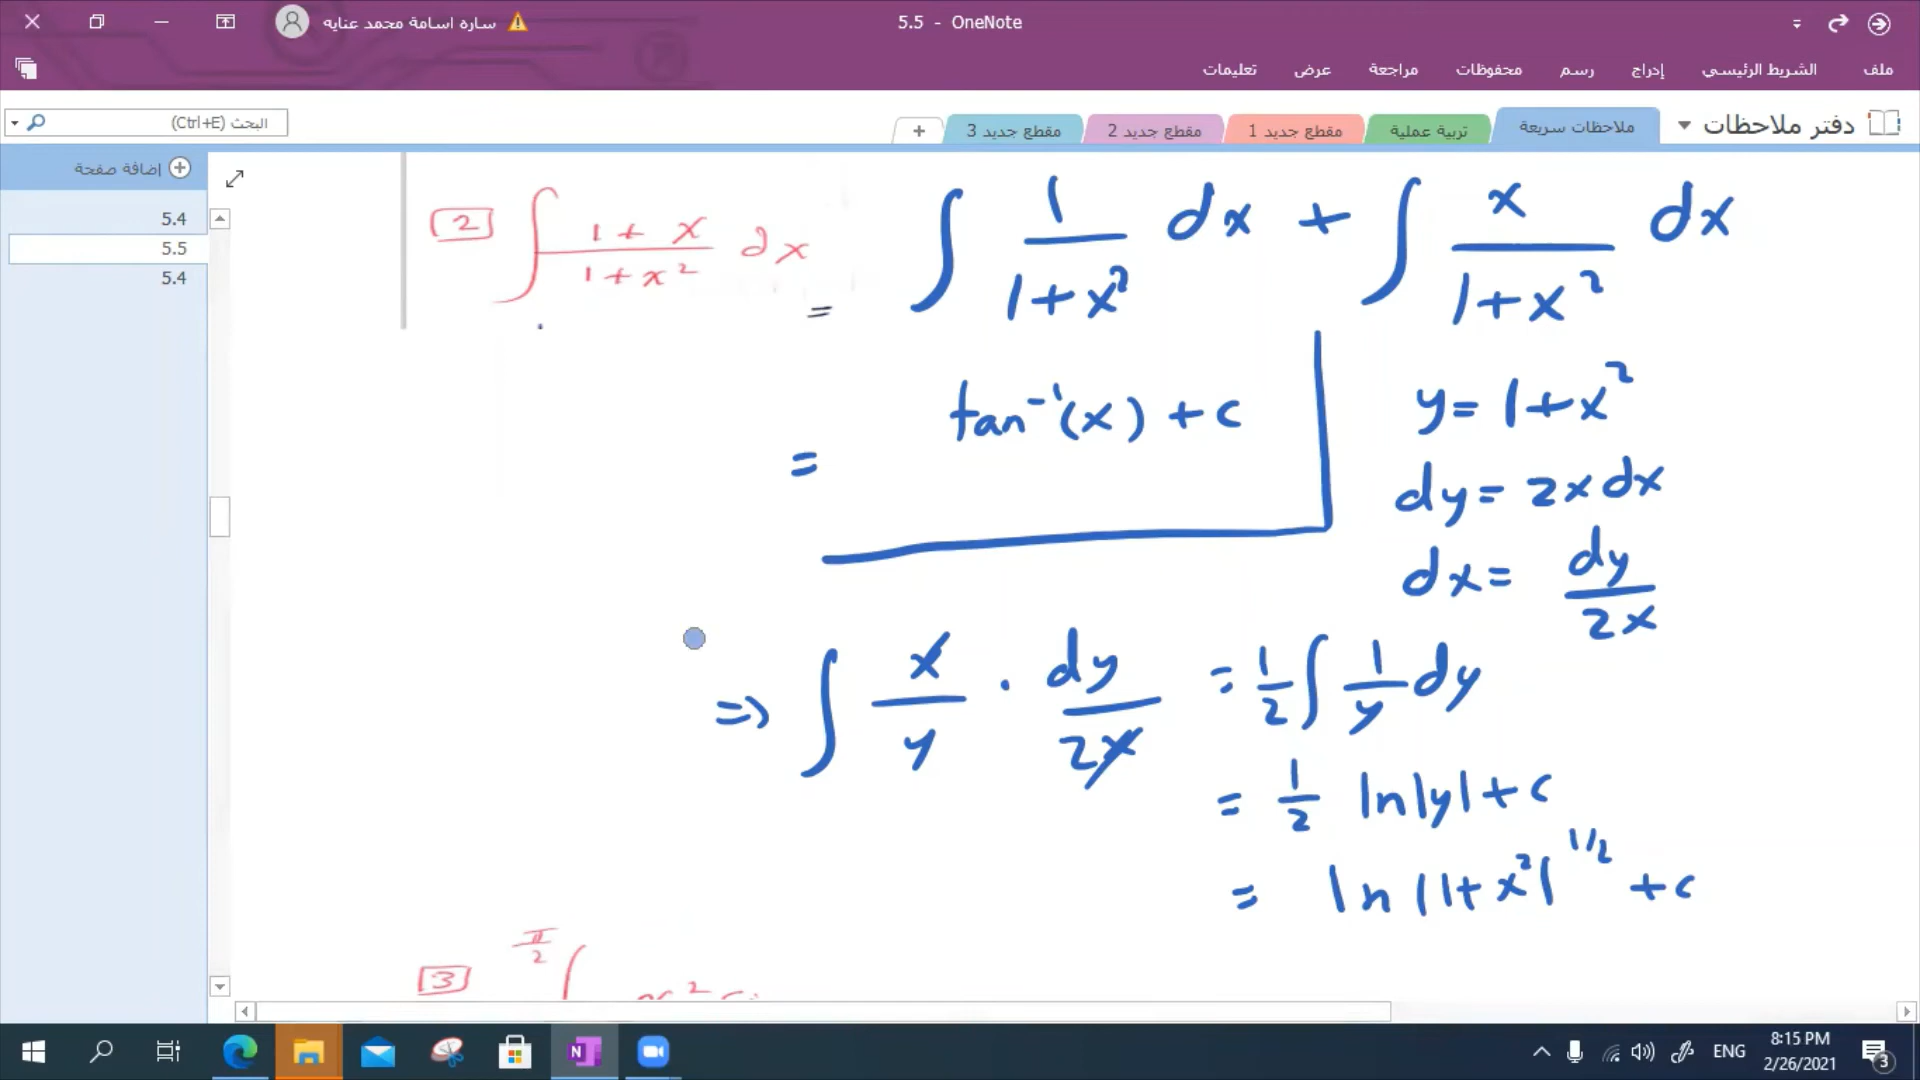 ساره اسامة محمد عنايه
5.5 - OneNote
ملف الشريط الرئيسي إدراج رسم محفوظات مراجعة عرض تعليمات
دفتر ملاحظات
ملاحظات سريعة تربية عملية مقطع جديد 1 مقطع جديد 2 مقطع جديد 3 +
البحث (Ctrl+E)
إضافة صفحة
5.4
5.5
5.4
2 ∫ (1 + x)/(1 + x²) dx = ∫ 1/(1+x²) dx + ∫ x/(1+x²) dx
= tan⁻¹(x) + c
y = 1+x²
dy = 2x dx
dx = dy/2x
⇒ ∫ x/y · dy/2x = 1/2 ∫ 1/y dy
= 1/2 ln|y| + c
= ln|1+x²|^1/2 + c
3 π/2 ∫
ENG
8:15 PM
2/26/2021
3